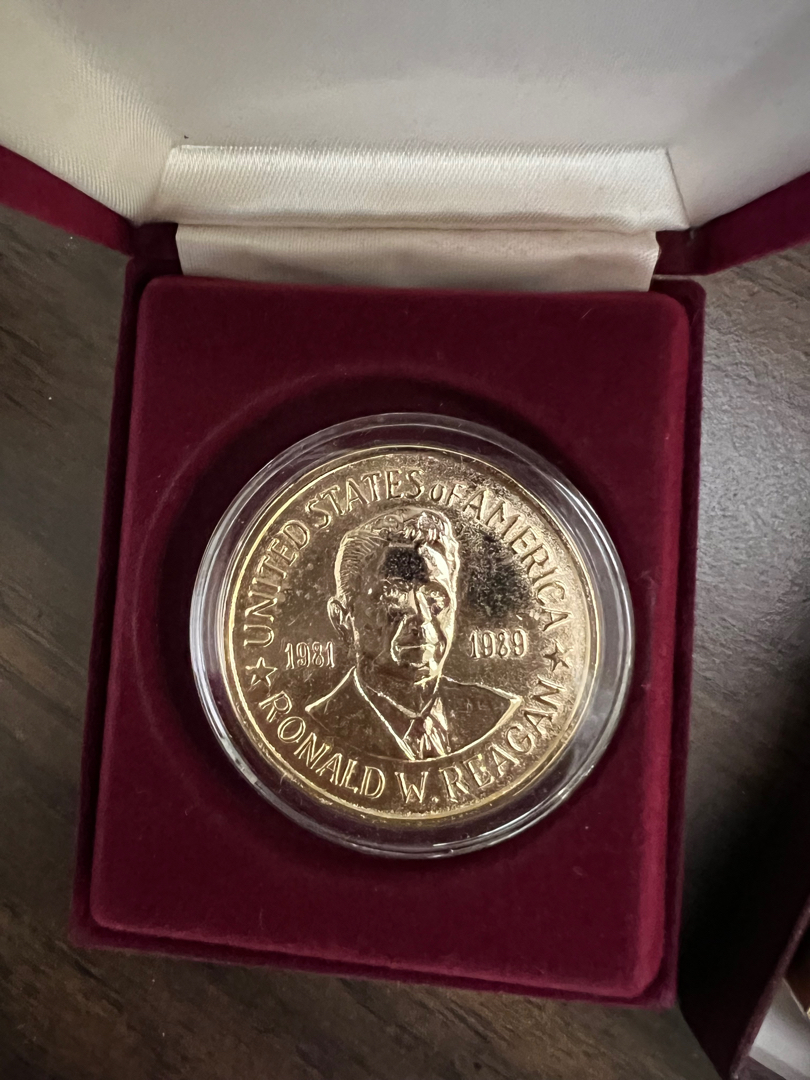 UNITED STATES OF AMERICA
1981 1989
RONALD W. REAGAN